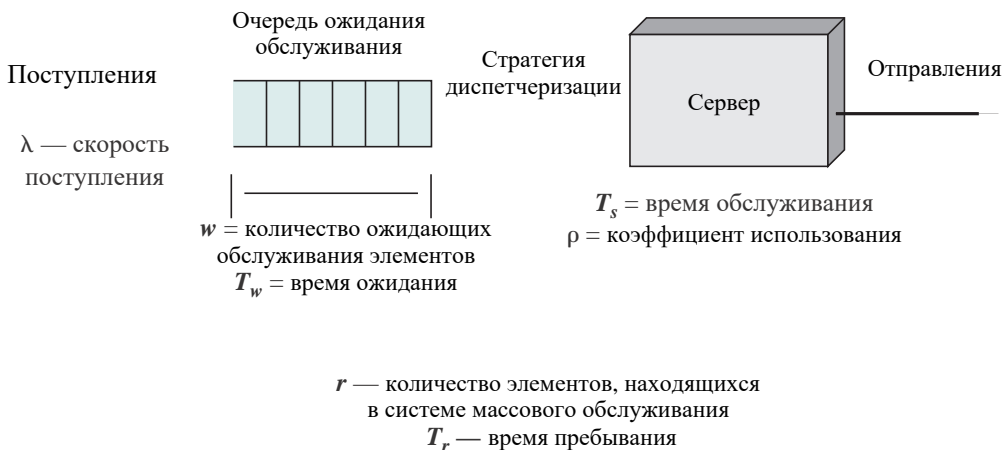 Очередь ожидания
обслуживания
Поступления
Стратегия
диспетчеризации
Сервер
Отправления
λ — скорость
поступления
w = количество ожидающих
обслуживания элементов
T_w = время ожидания
T_s = время обслуживания
ρ = коэффициент использования
r — количество элементов, находящихся
в системе массового обслуживания
T_r — время пребывания